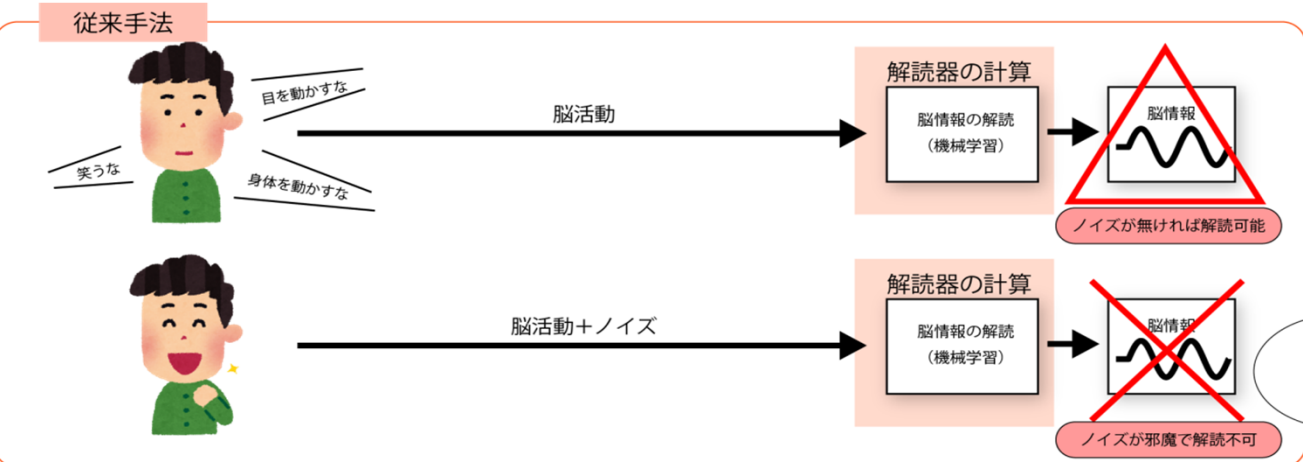 従来手法
目を動かすな
笑うな
身体を動かすな
脳活動
解読器の計算
脳情報の解読
（機械学習）
脳情報
ノイズが無ければ解読可能
脳活動＋ノイズ
解読器の計算
脳情報の解読
（機械学習）
脳情報
ノイズが邪魔で解読不可